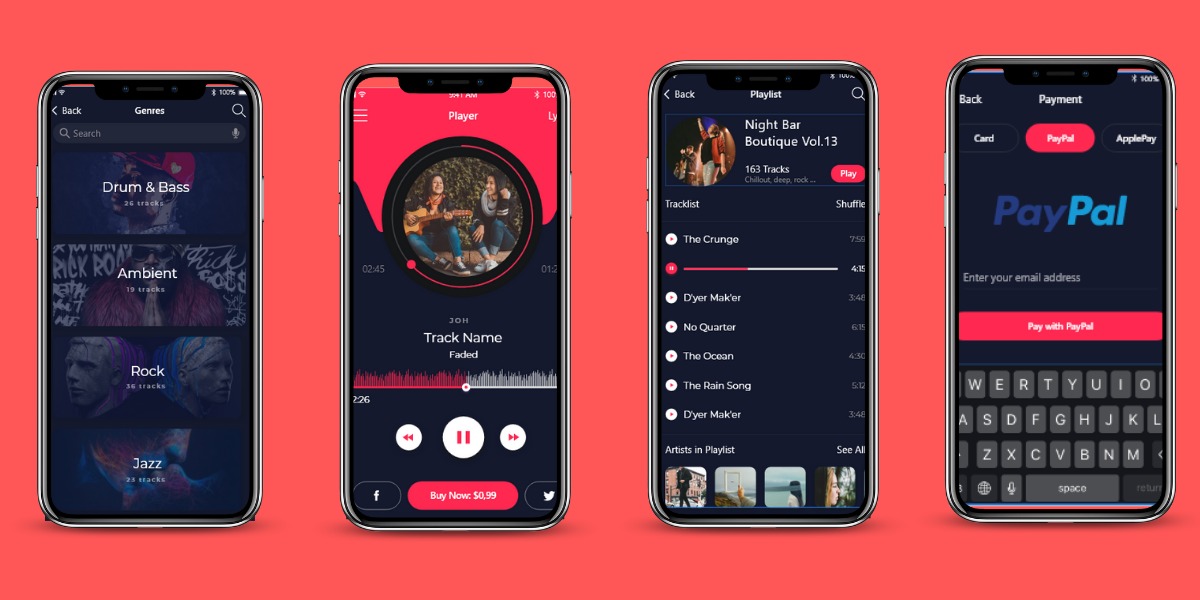 100%
Back
Genres
Search
Drum & Bass
26 tracks
Ambient
19 tracks
Rock
36 tracks
Jazz
23 tracks
9:41 AM
100
Player
Ly
02:45
01:2
JOH
Track Name
Faded
2:26
Buy Now: $0,99
100%
Back
Playlist
Night Bar
Boutique Vol.13
163 Tracks
Chillout, deep, rock ...
Play
Tracklist
Shuffle
The Crunge
7:59
4:15
D'yer Mak'er
3:48
No Quarter
6:15
The Ocean
4:30
The Rain Song
5:12
D'yer Mak'er
3:48
Artists in Playlist
See All
100%
Back
Payment
Card
PayPal
ApplePay
PayPal
Enter your email address
Pay with PayPal
W E R T Y U I O
A S D F G H J K L
Z X C V B N M
space
return